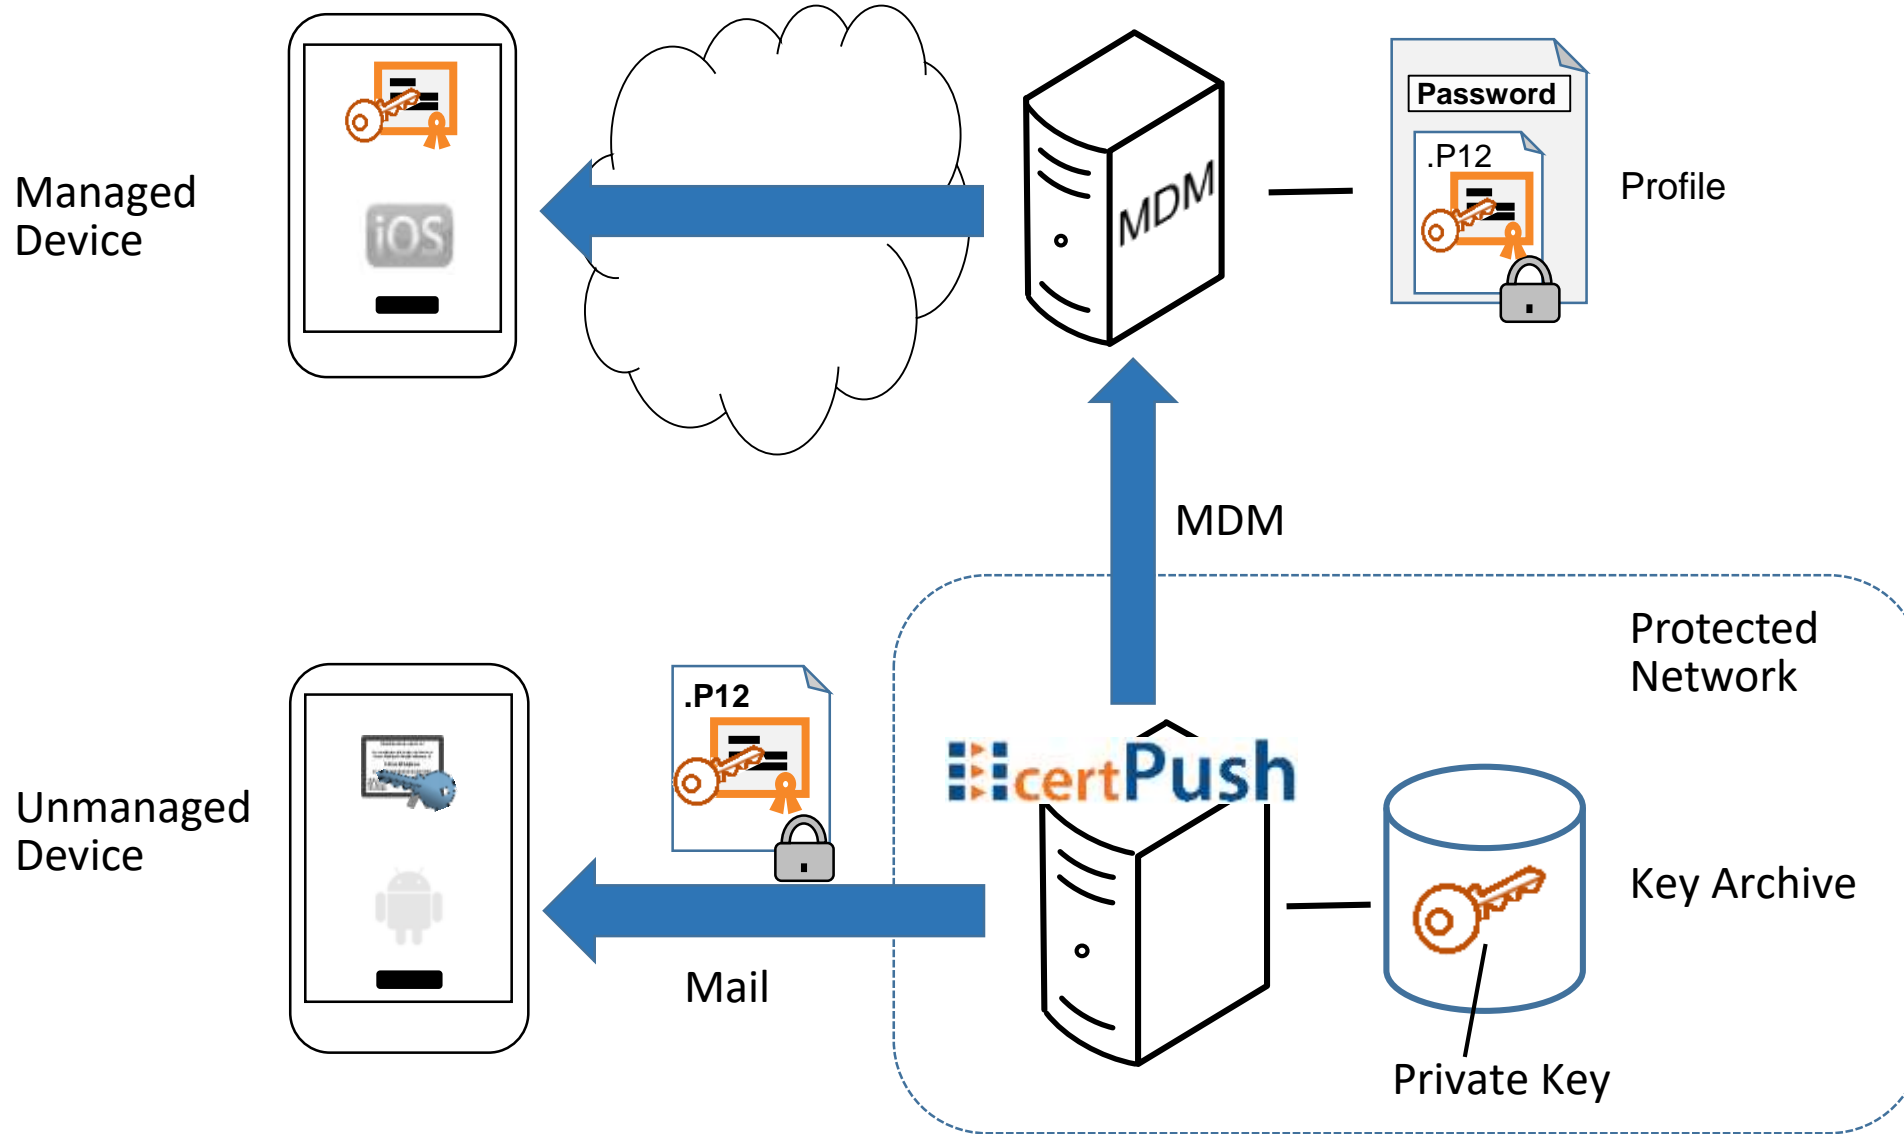 Managed
Device
iOS
MDM
Password
.P12
Profile
MDM
Protected
Network
Unmanaged
Device
.P12
Mail
certPush
Key Archive
Private Key